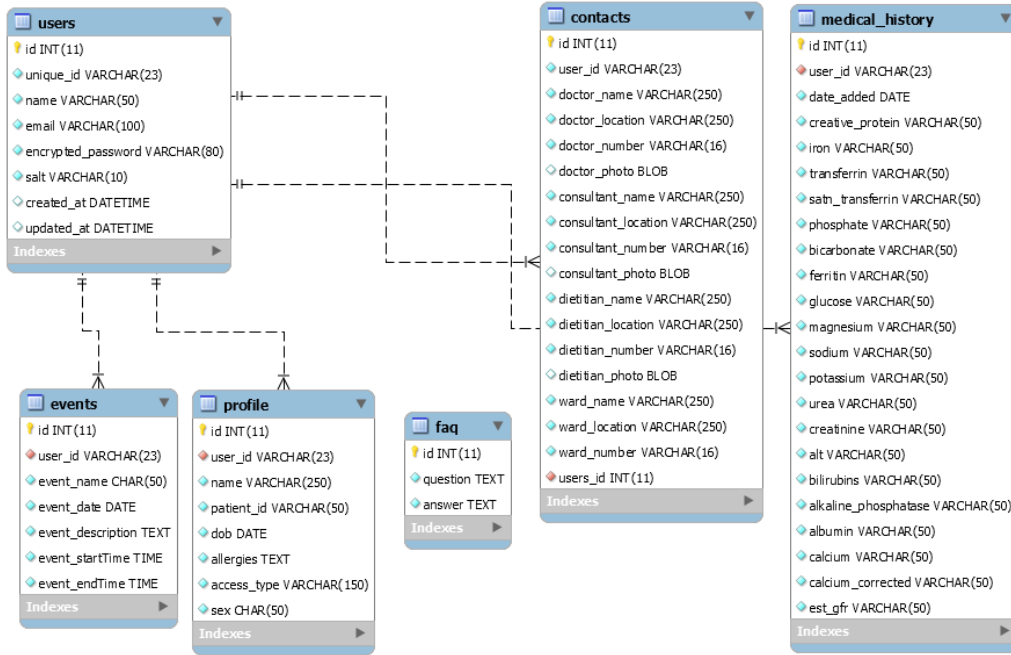 users
id INT(11)
unique_id VARCHAR(23)
name VARCHAR(50)
email VARCHAR(100)
encrypted_password VARCHAR(80)
salt VARCHAR(10)
created_at DATETIME
updated_at DATETIME
Indexes
contacts
id INT(11)
user_id VARCHAR(23)
doctor_name VARCHAR(250)
doctor_location VARCHAR(250)
doctor_number VARCHAR(16)
doctor_photo BLOB
consultant_name VARCHAR(250)
consultant_location VARCHAR(250)
consultant_number VARCHAR(16)
consultant_photo BLOB
dietitian_name VARCHAR(250)
dietitian_location VARCHAR(250)
dietitian_number VARCHAR(16)
dietitian_photo BLOB
ward_name VARCHAR(250)
ward_location VARCHAR(250)
ward_number VARCHAR(16)
users_id INT(11)
Indexes
medical_history
id INT(11)
user_id VARCHAR(23)
date_added DATE
creative_protein VARCHAR(50)
iron VARCHAR(50)
transferrin VARCHAR(50)
satn_transferrin VARCHAR(50)
phosphate VARCHAR(50)
bicarbonate VARCHAR(50)
ferritin VARCHAR(50)
glucose VARCHAR(50)
magnesium VARCHAR(50)
sodium VARCHAR(50)
potassium VARCHAR(50)
urea VARCHAR(50)
creatinine VARCHAR(50)
alt VARCHAR(50)
bilirubins VARCHAR(50)
alkaline_phosphatase VARCHAR(50)
albumin VARCHAR(50)
calcium VARCHAR(50)
calcium_corrected VARCHAR(50)
est_gfr VARCHAR(50)
Indexes
events
id INT(11)
user_id VARCHAR(23)
event_name CHAR(50)
event_date DATE
event_description TEXT
event_startTime TIME
event_endTime TIME
Indexes
profile
id INT(11)
user_id VARCHAR(23)
name VARCHAR(250)
patient_id VARCHAR(50)
dob DATE
allergies TEXT
access_type VARCHAR(150)
sex CHAR(50)
Indexes
faq
id INT(11)
question TEXT
answer TEXT
Indexes